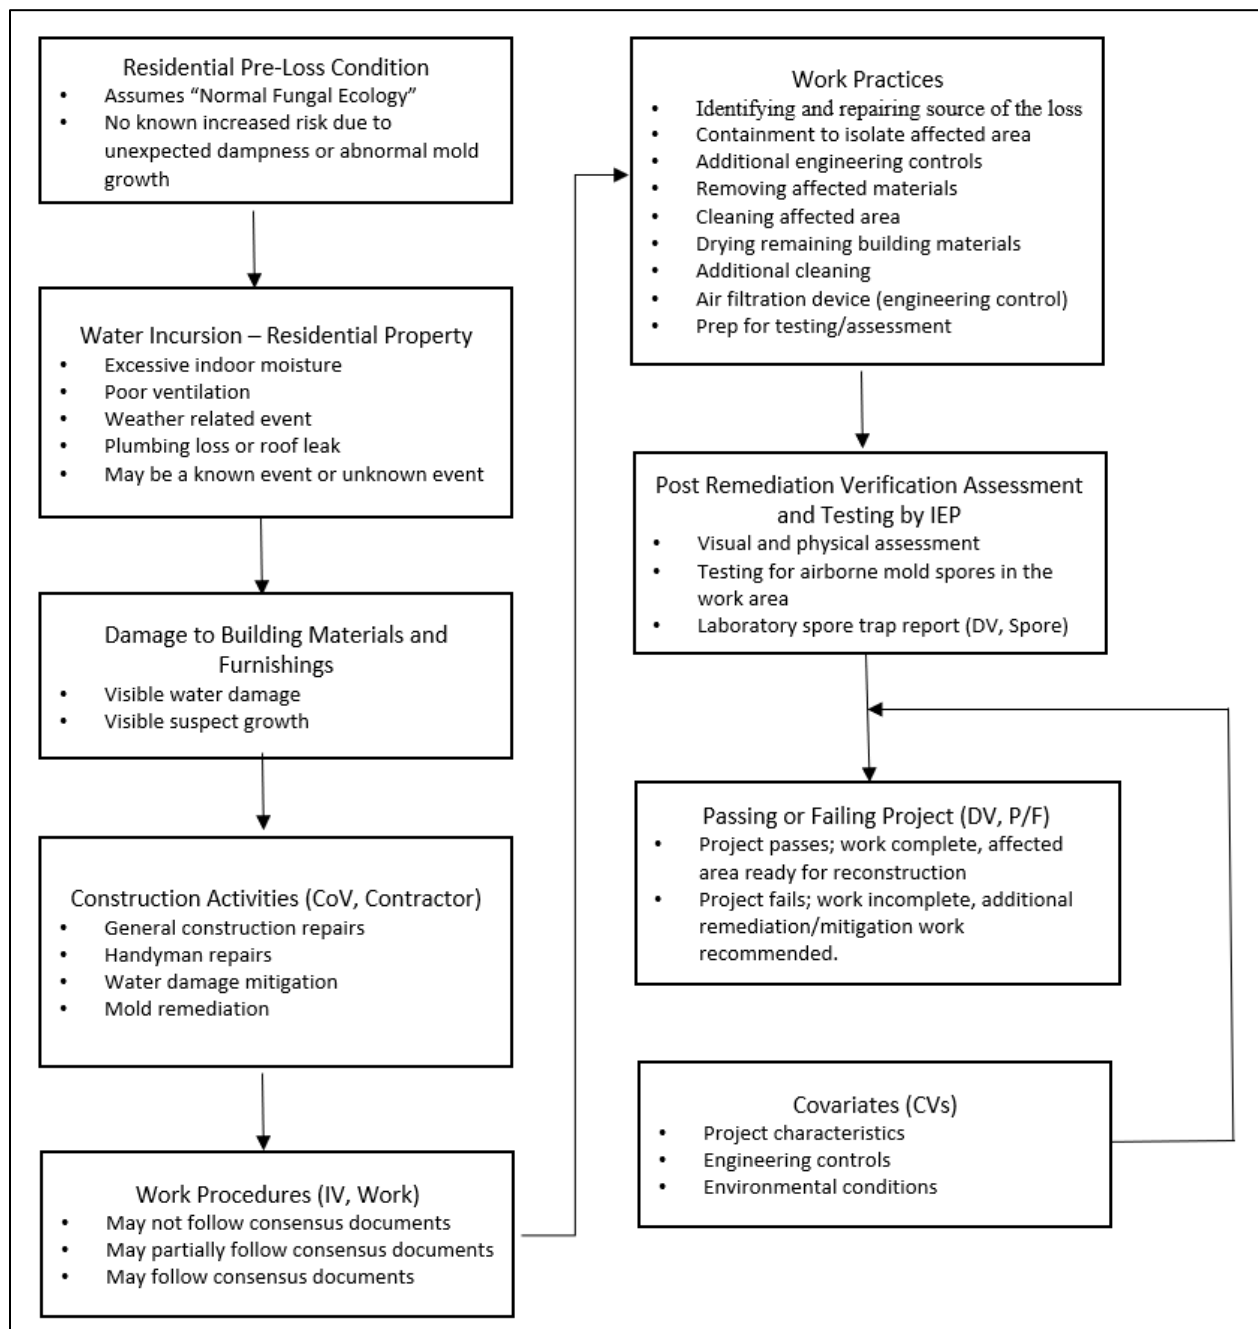 Residential Pre-Loss Condition
• Assumes “Normal Fungal Ecology”
• No known increased risk due to
unexpected dampness or abnormal mold
growth
Water Incursion – Residential Property
• Excessive indoor moisture
• Poor ventilation
• Weather related event
• Plumbing loss or roof leak
• May be a known event or unknown event
Damage to Building Materials and
Furnishings
• Visible water damage
• Visible suspect growth
Construction Activities (CoV, Contractor)
• General construction repairs
• Handyman repairs
• Water damage mitigation
• Mold remediation
Work Procedures (IV, Work)
• May not follow consensus documents
• May partially follow consensus documents
• May follow consensus documents
Work Practices
• Identifying and repairing source of the loss
• Containment to isolate affected area
• Additional engineering controls
• Removing affected materials
• Cleaning affected area
• Drying remaining building materials
• Additional cleaning
• Air filtration device (engineering control)
• Prep for testing/assessment
Post Remediation Verification Assessment
and Testing by IEP
• Visual and physical assessment
• Testing for airborne mold spores in the
work area
• Laboratory spore trap report (DV, Spore)
Passing or Failing Project (DV, P/F)
• Project passes; work complete, affected
area ready for reconstruction
• Project fails; work incomplete, additional
remediation/mitigation work
recommended.
Covariates (CVs)
• Project characteristics
• Engineering controls
• Environmental conditions